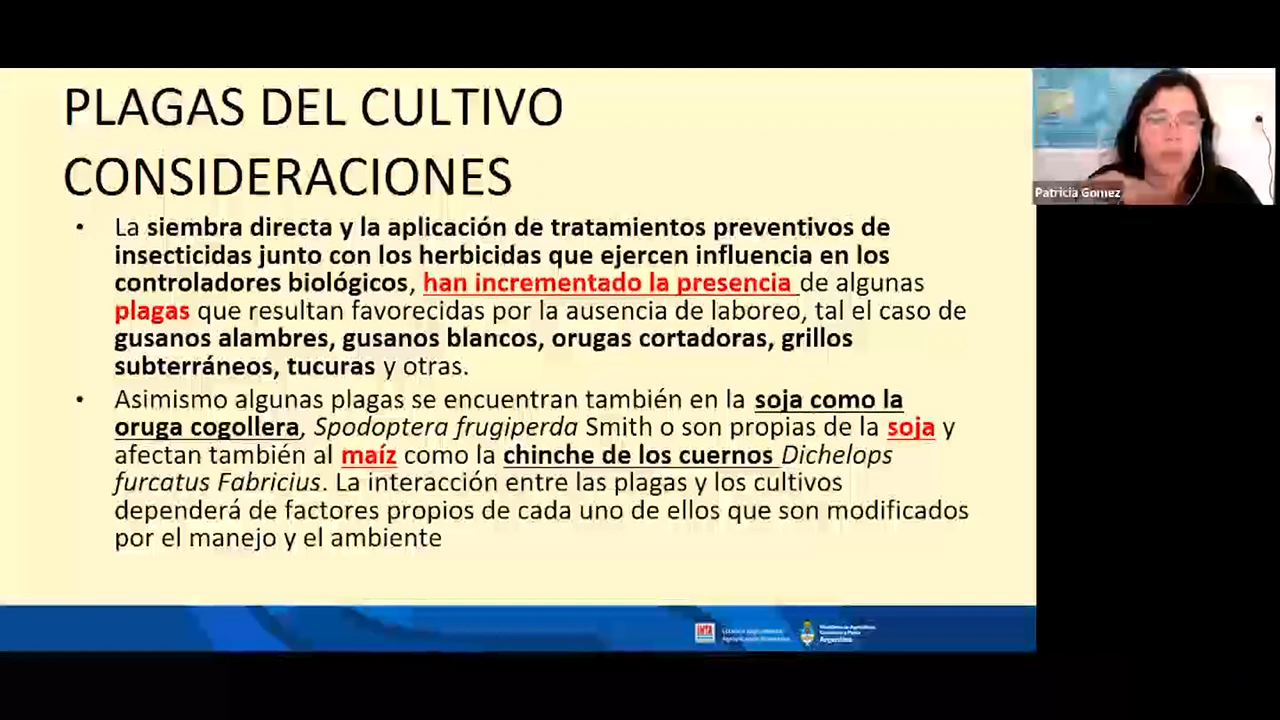 PLAGAS DEL CULTIVO
CONSIDERACIONES
• La siembra directa y la aplicación de tratamientos preventivos de
insecticidas junto con los herbicidas que ejercen influencia en los
controladores biológicos, han incrementado la presencia de algunas
plagas que resultan favorecidas por la ausencia de laboreo, tal el caso de
gusanos alambres, gusanos blancos, orugas cortadoras, grillos
subterráneos, tucuras y otras.
• Asimismo algunas plagas se encuentran también en la soja como la
oruga cogollera, Spodoptera frugiperda Smith o son propias de la soja y
afectan también al maíz como la chinche de los cuernos Dichelops
furcatus Fabricius. La interacción entre las plagas y los cultivos
dependerá de factores propios de cada uno de ellos que son modificados
por el manejo y el ambiente
Patricia Gomez
INTA
Argentina